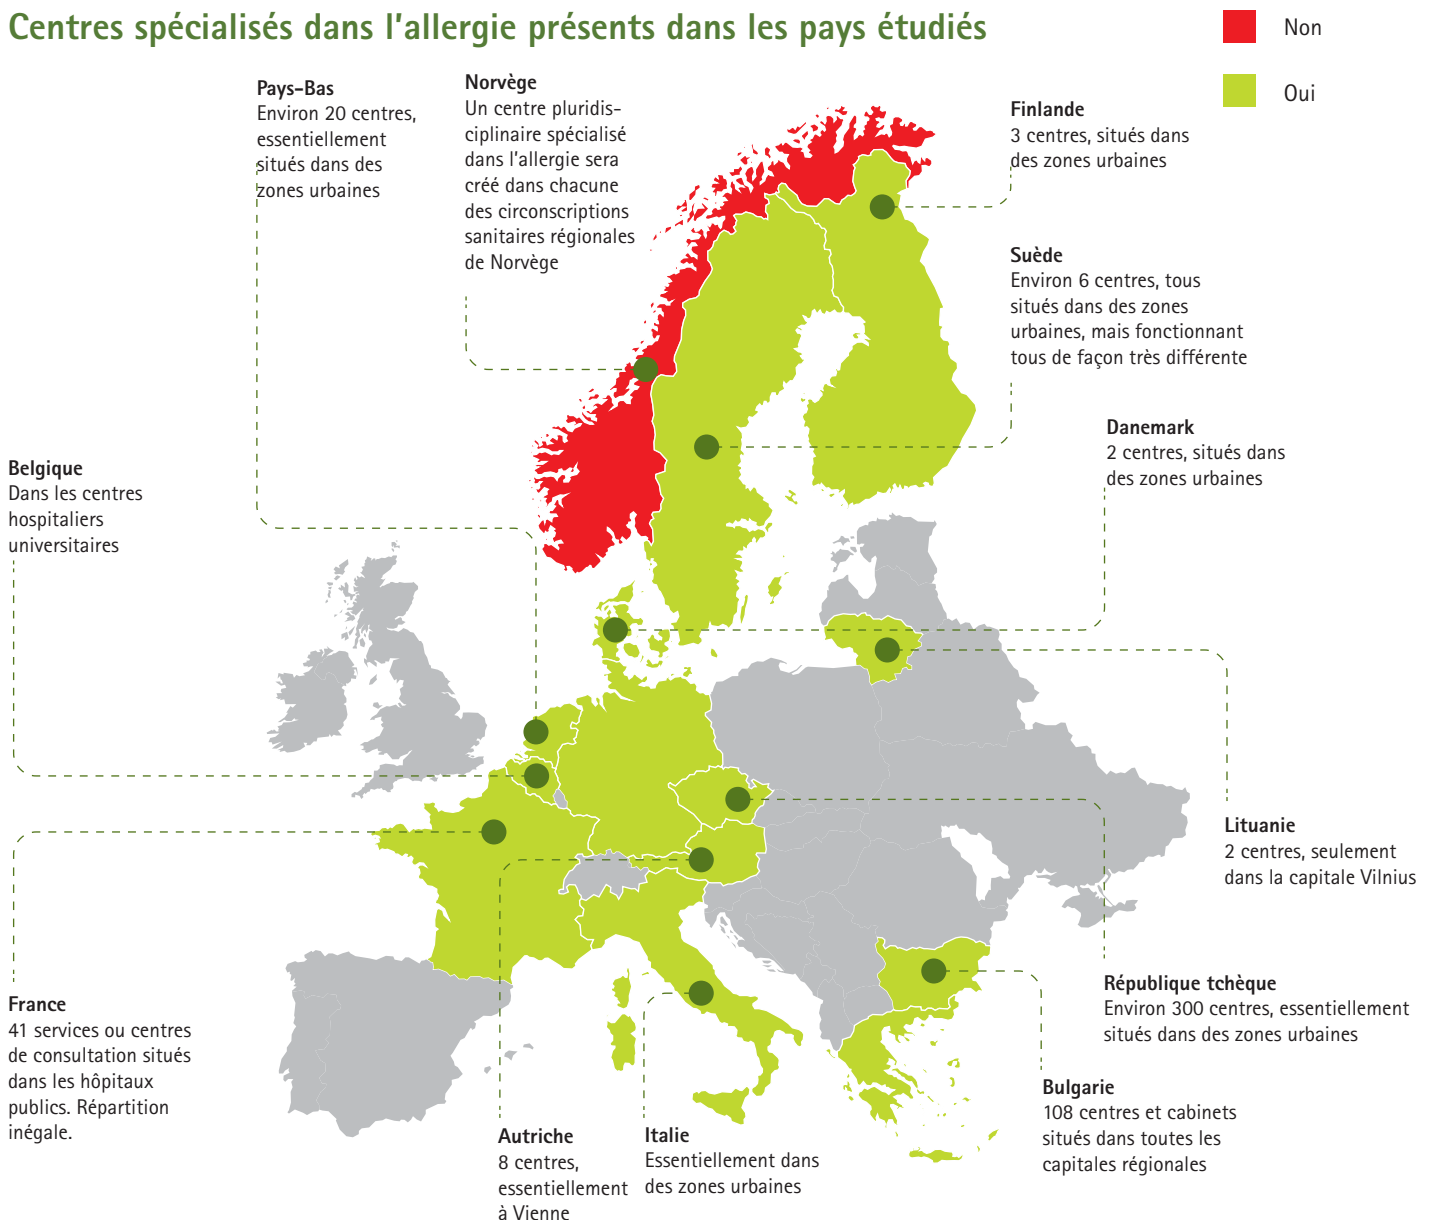 Centres spécialisés dans l'allergie présents dans les pays étudiés
Non
Oui
Pays-Bas
Environ 20 centres,
essentiellement
situés dans des
zones urbaines
Norvège
Un centre pluridis-
ciplinaire spécialisé
dans l'allergie sera
créé dans chacune
des circonscriptions
sanitaires régionales
de Norvège
Finlande
3 centres, situés dans
des zones urbaines
Suède
Environ 6 centres, tous
situés dans des zones
urbaines, mais fonctionnant
tous de façon très différente
Danemark
2 centres, situés dans
des zones urbaines
Belgique
Dans les centres
hospitaliers
universitaires
Lituanie
2 centres, seulement
dans la capitale Vilnius
République tchèque
Environ 300 centres, essentiellement
situés dans des zones urbaines
France
41 services ou centres
de consultation situés
dans les hôpitaux
publics. Répartition
inégale.
Bulgarie
108 centres et cabinets
situés dans toutes les
capitales régionales
Autriche
8 centres,
essentiellement
à Vienne
Italie
Essentiellement dans
des zones urbaines